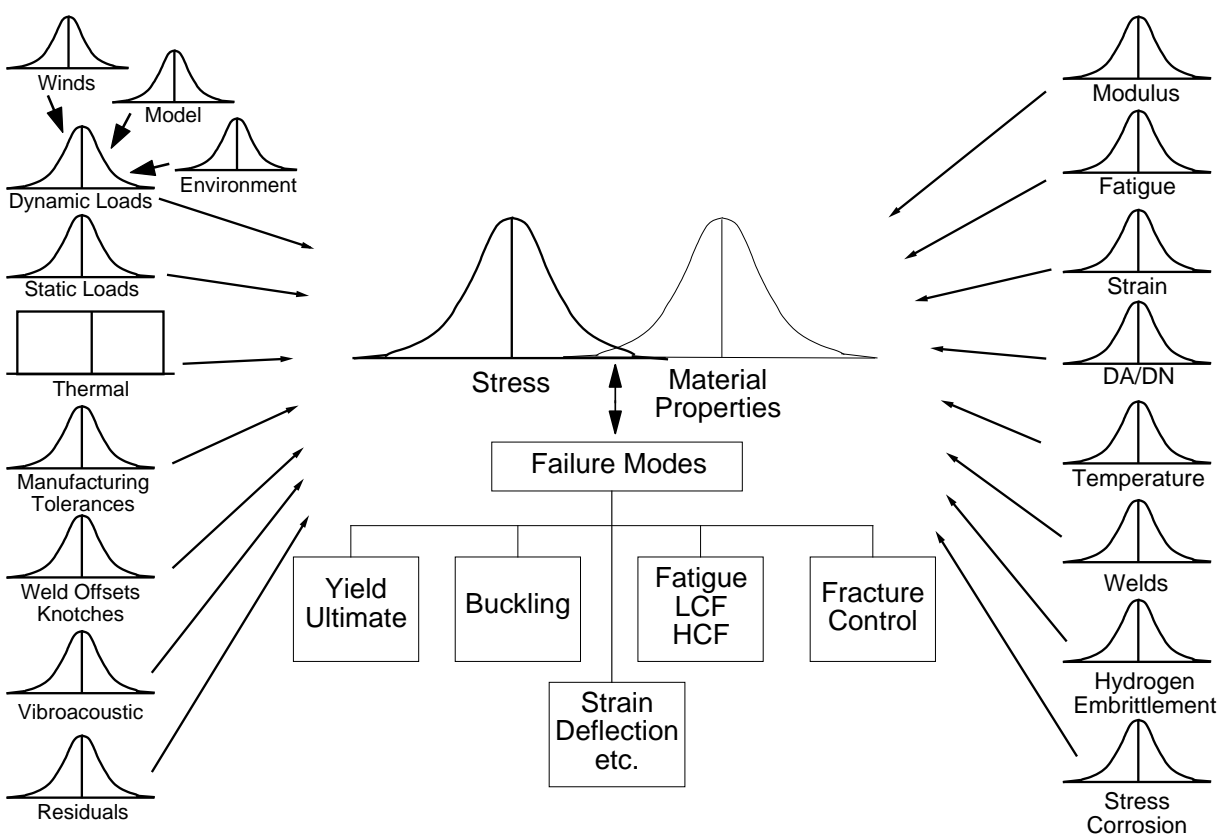 Winds
Model
Environment
Dynamic Loads
Static Loads
Thermal
Manufacturing
Tolerances
Weld Offsets
Knotches
Vibroacoustic
Residuals
Stress
Material
Properties
Failure Modes
Yield
Ultimate
Buckling
Fatigue
LCF
HCF
Fracture
Control
Strain
Deflection
etc.
Modulus
Fatigue
Strain
DA/DN
Temperature
Welds
Hydrogen
Embrittlement
Stress
Corrosion